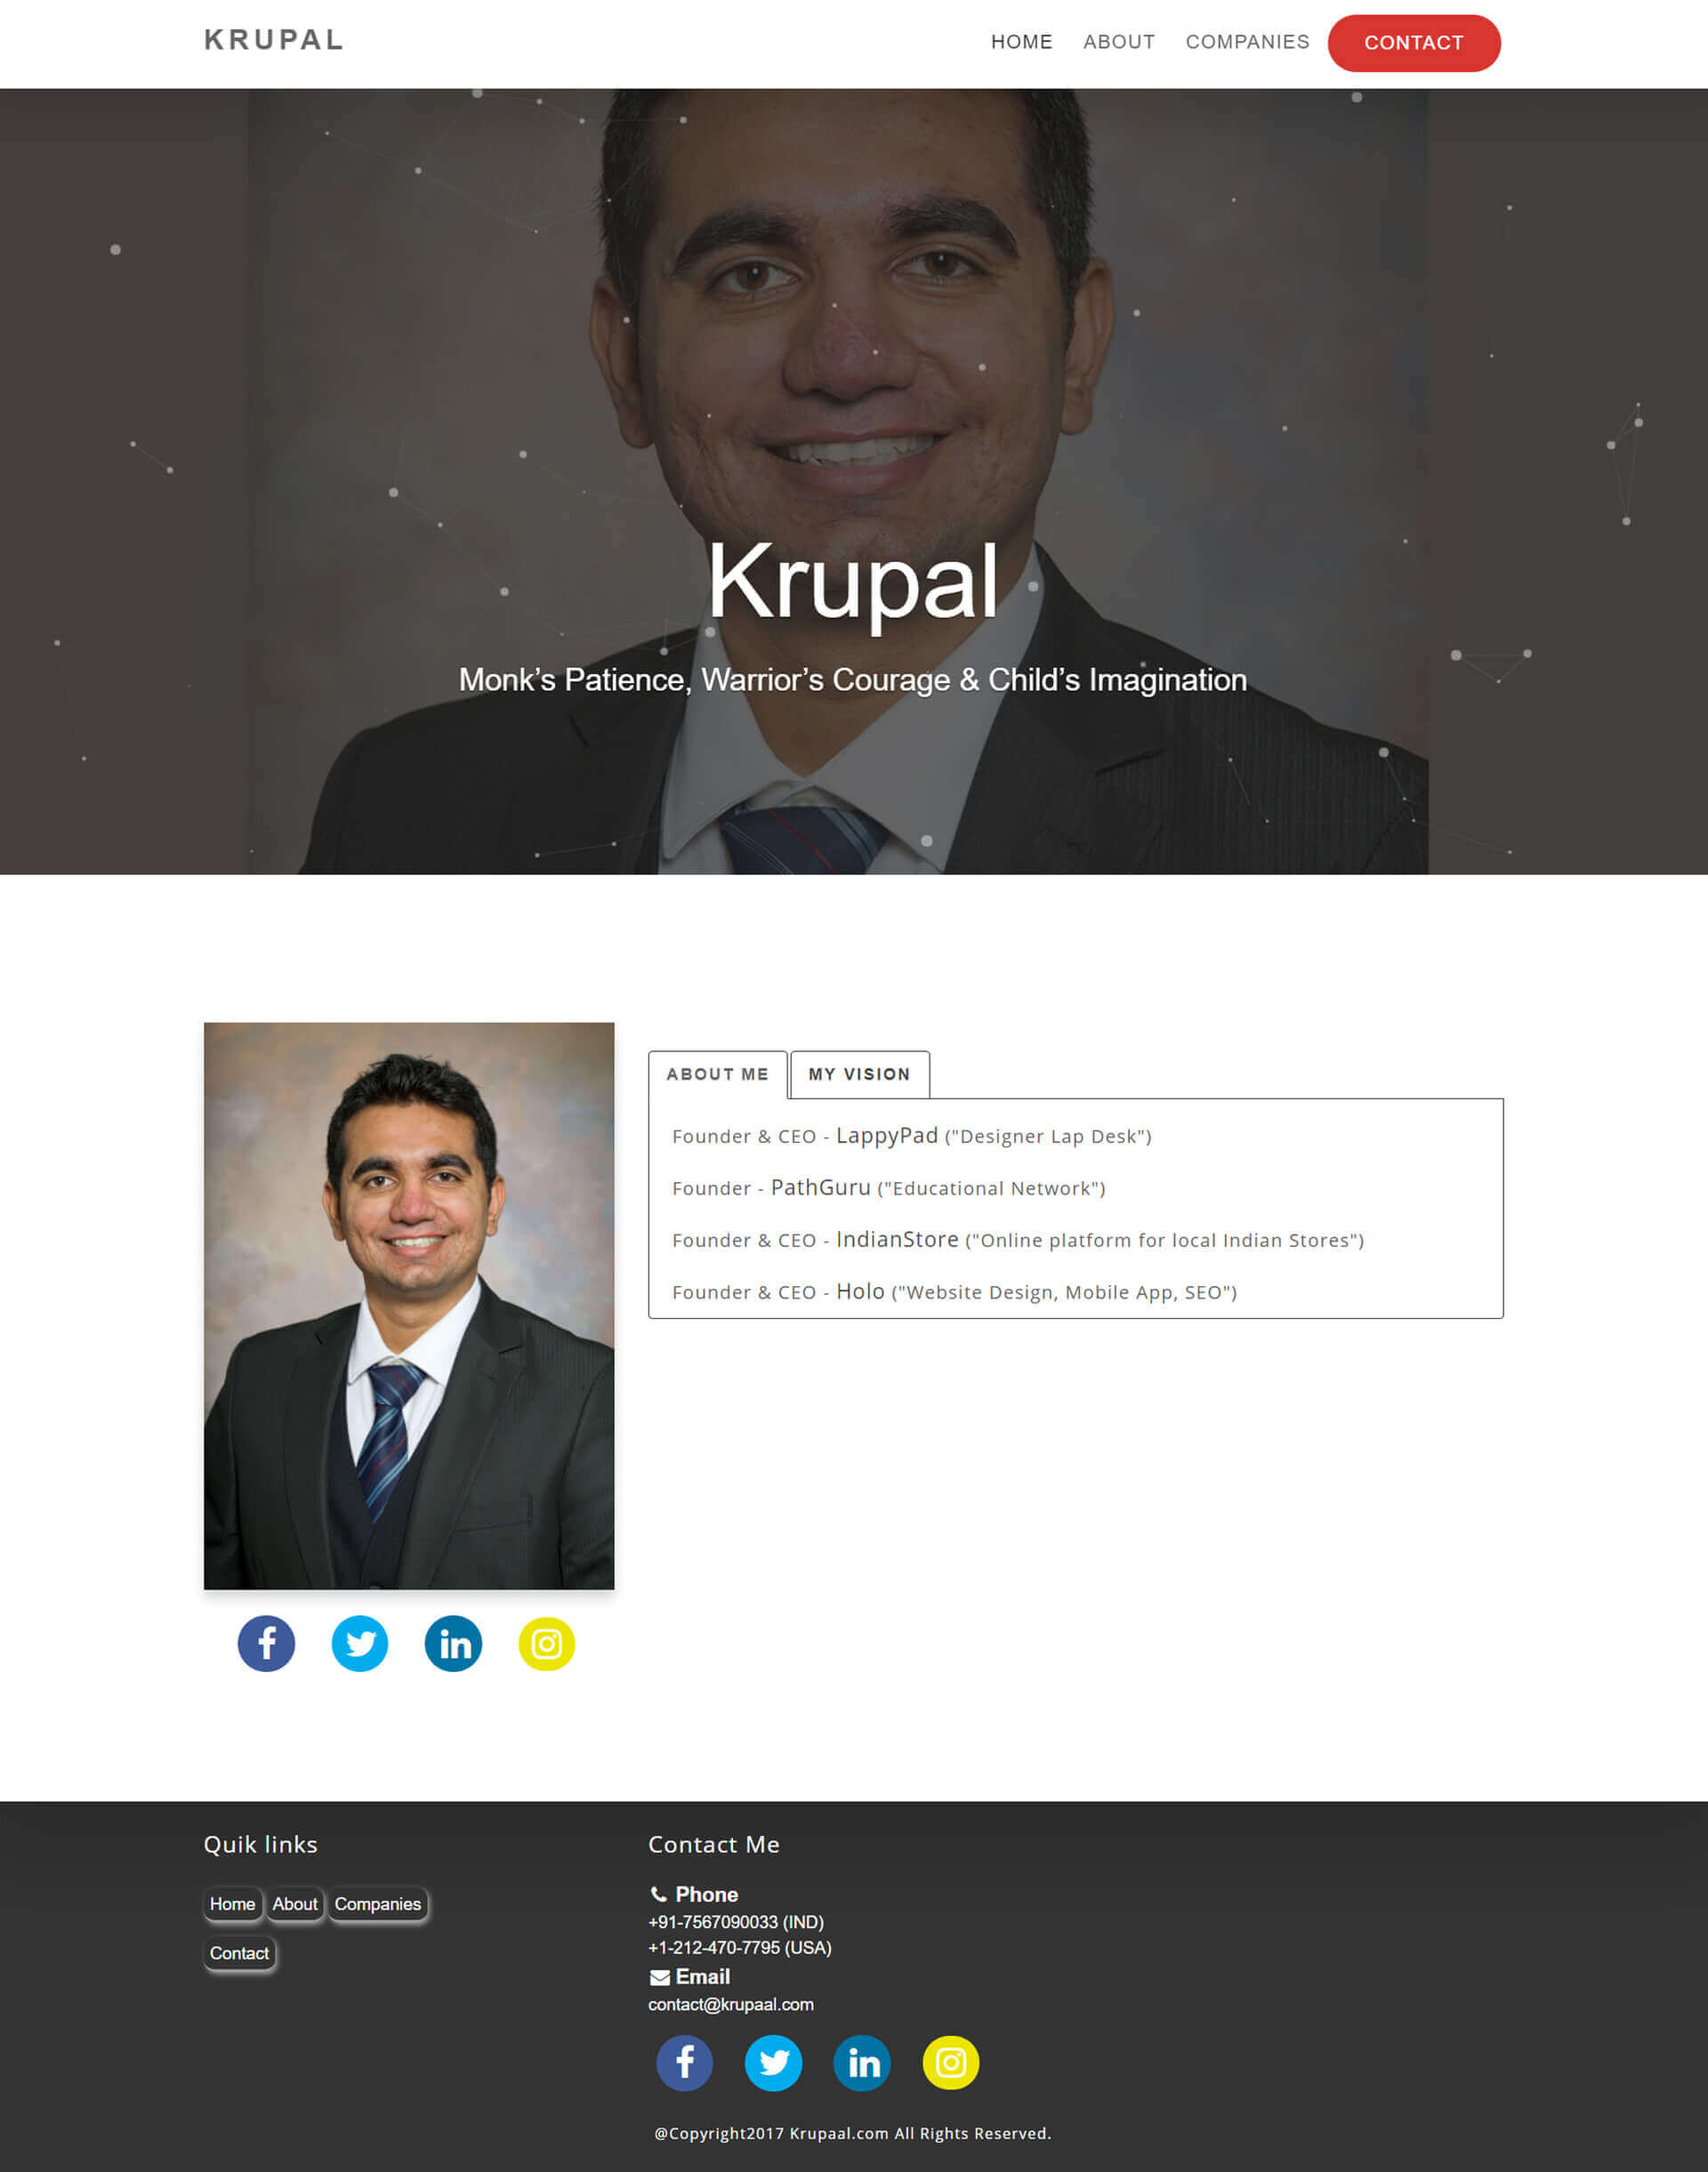 KRUPAL
HOME ABOUT COMPANIES CONTACT
Krupal
Monk’s Patience, Warrior’s Courage & Child’s Imagination
ABOUT ME MY VISION
Founder & CEO - LappyPad ("Designer Lap Desk")
Founder - PathGuru ("Educational Network")
Founder & CEO - IndianStore ("Online platform for local Indian Stores")
Founder & CEO - Holo ("Website Design, Mobile App, SEO")
Quik links
Home About Companies
Contact
Contact Me
Phone
+91-7567090033 (IND)
+1-212-470-7795 (USA)
Email
contact@krupaal.com
@Copyright2017 Krupaal.com All Rights Reserved.